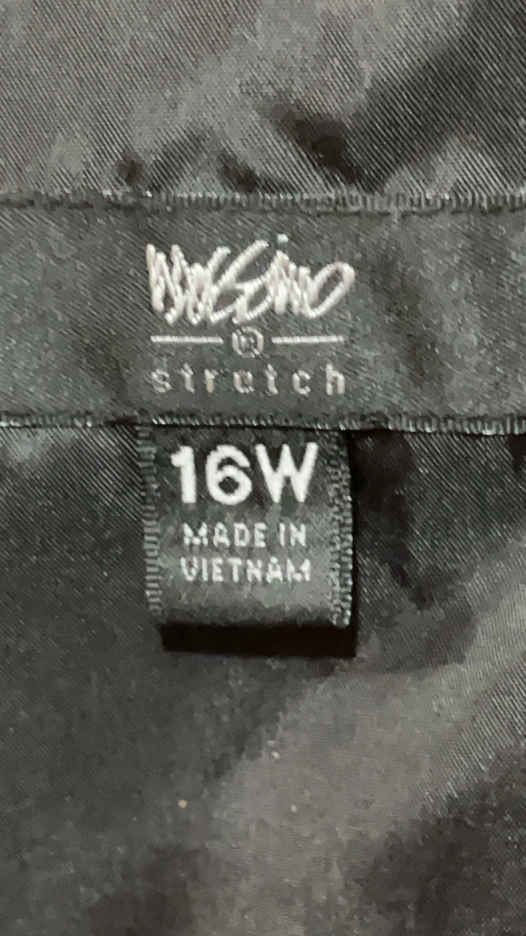 Mossimo
®
stretch
16W
MADE IN
VIETNAM